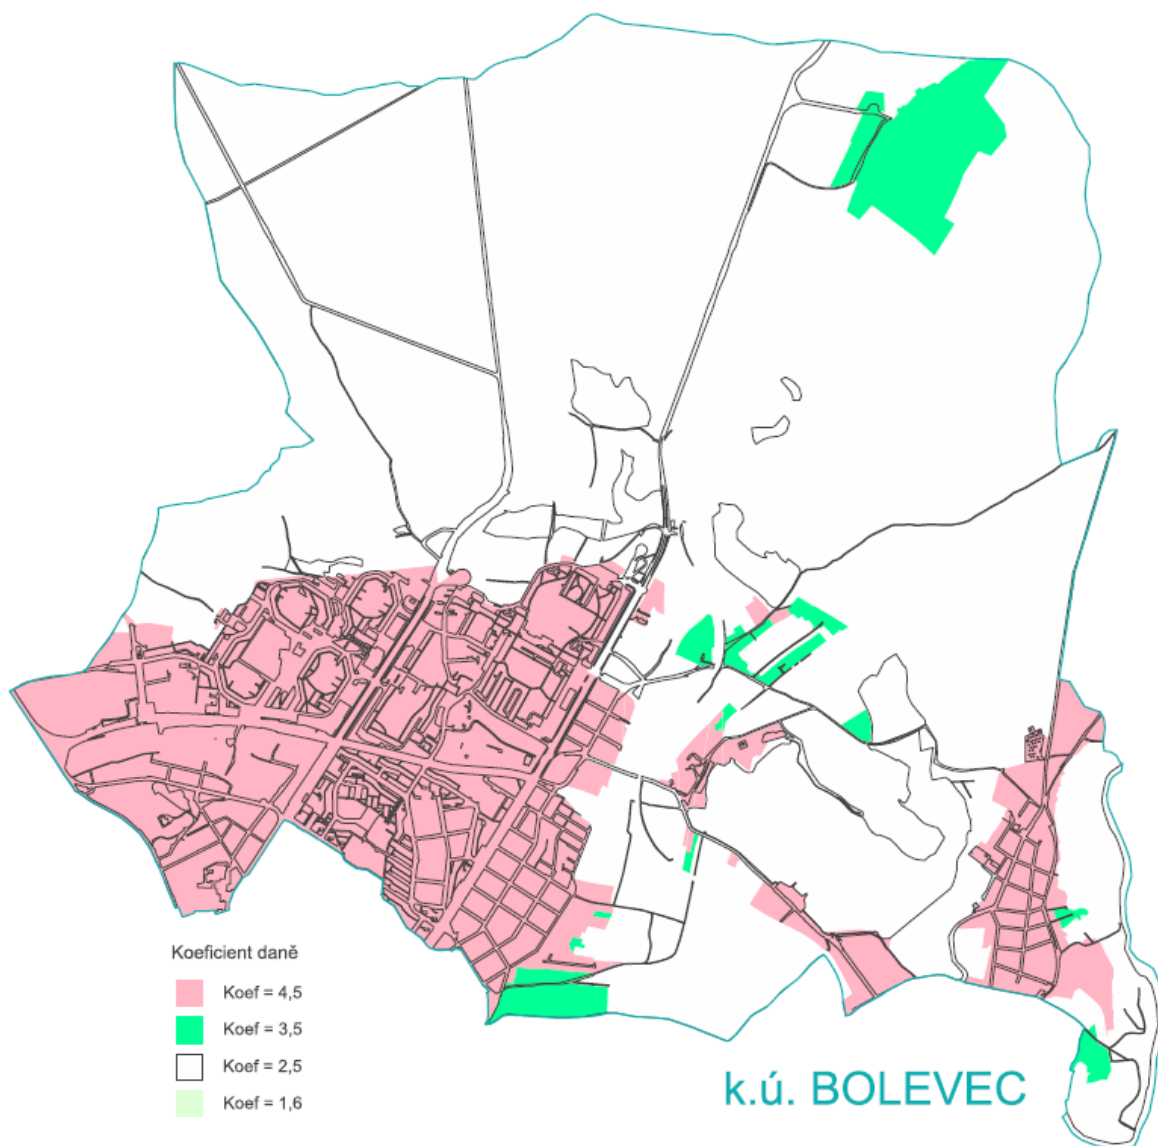 Koeficient daně
Koef = 4,5
Koef = 3,5
Koef = 2,5
Koef = 1,6
k.ú. BOLEVEC